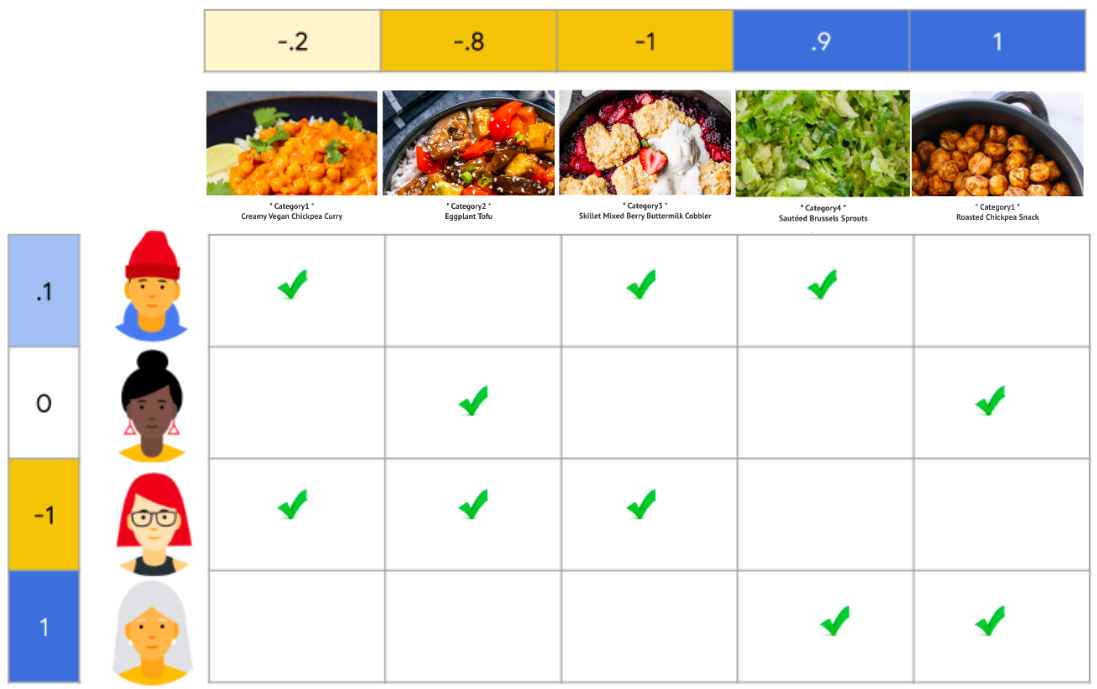 -.2 -.8 -1 .9 1
* Category1 * * Category2 * * Category3 * * Category4 * * Category1 *
Creamy Vegan Chickpea Curry Eggplant Tofu Skillet Mixed Berry Buttermilk Cobbler Sautéed Brussels Sprouts Roasted Chickpea Snack
.1
0
-1
1